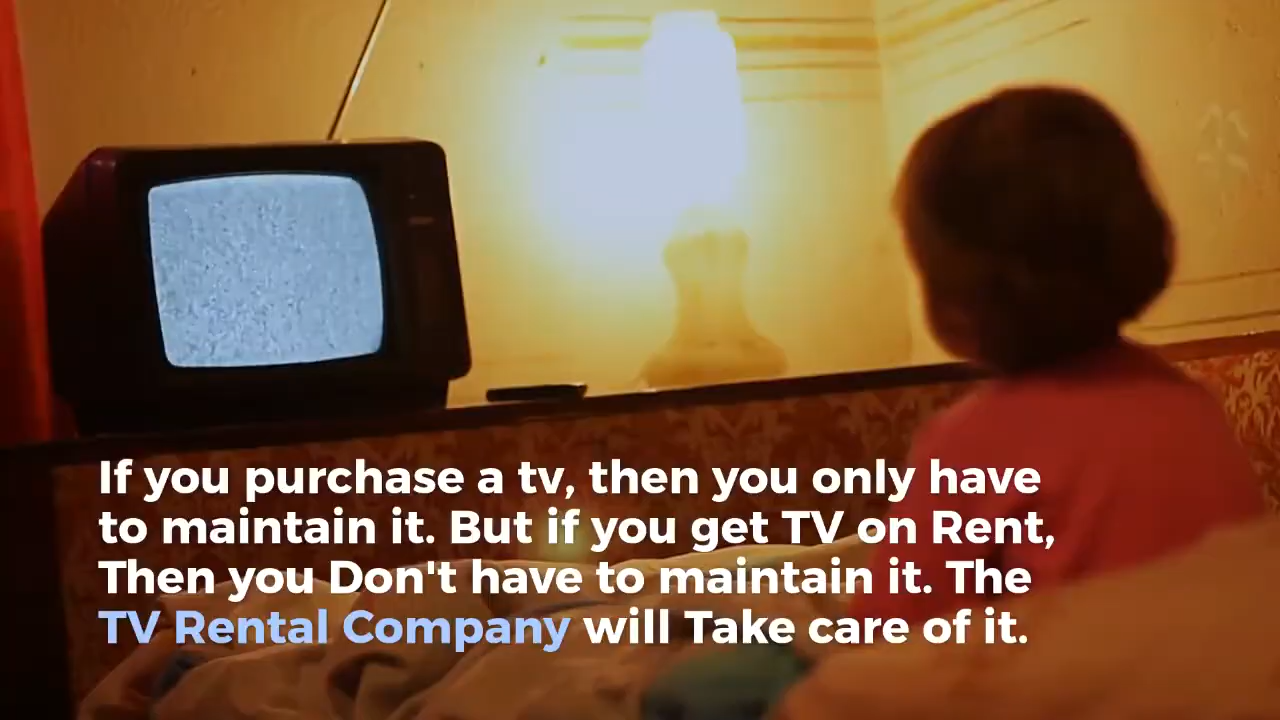 If you purchase a tv, then you only have
to maintain it. But if you get TV on Rent,
Then you Don't have to maintain it. The
TV Rental Company will Take care of it.